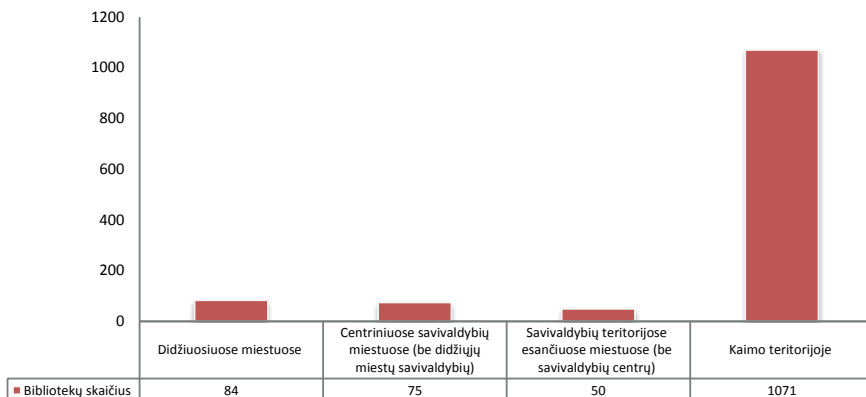 1200
1000
800
600
400
200
0
Didžiuosiuose miestuose
Centriniuose savivaldybių
miestuose (be didžiųjų
miestų savivaldybių)
Savivaldybių teritorijose
esančiuose miestuose (be
savivaldybių centrų)
Kaimo teritorijoje
Bibliotekų skaičius 84 75 50 1071